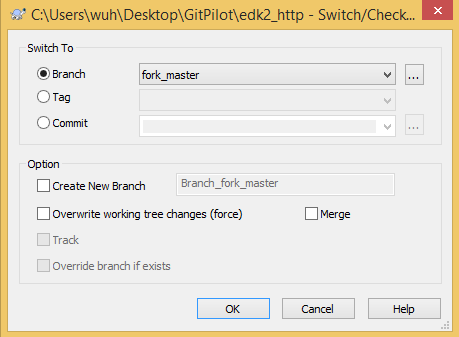 C:\Users\wuh\Desktop\GitPilot\edk2_http - Switch/Check...
Switch To
Branch fork_master ...
Tag
Commit ...
Option
Create New Branch Branch_fork_master
Overwrite working tree changes (force) Merge
Track
Override branch if exists
OK Cancel Help